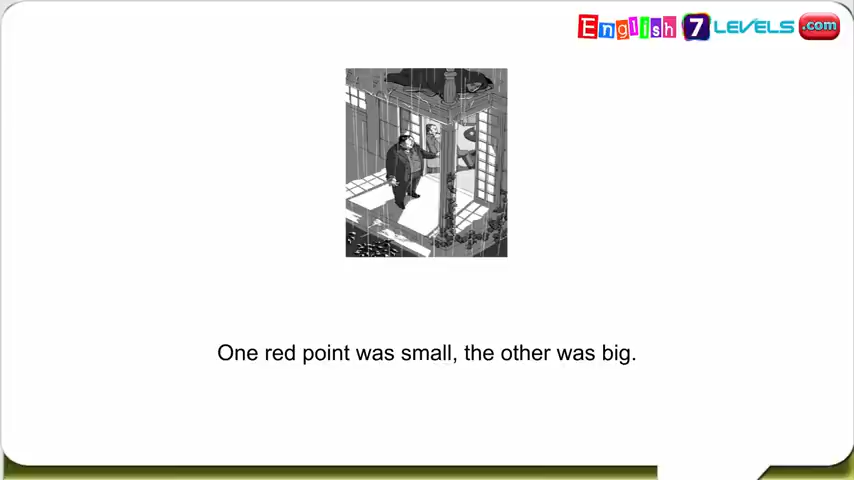 English 7 LEVELS .com
One red point was small, the other was big.